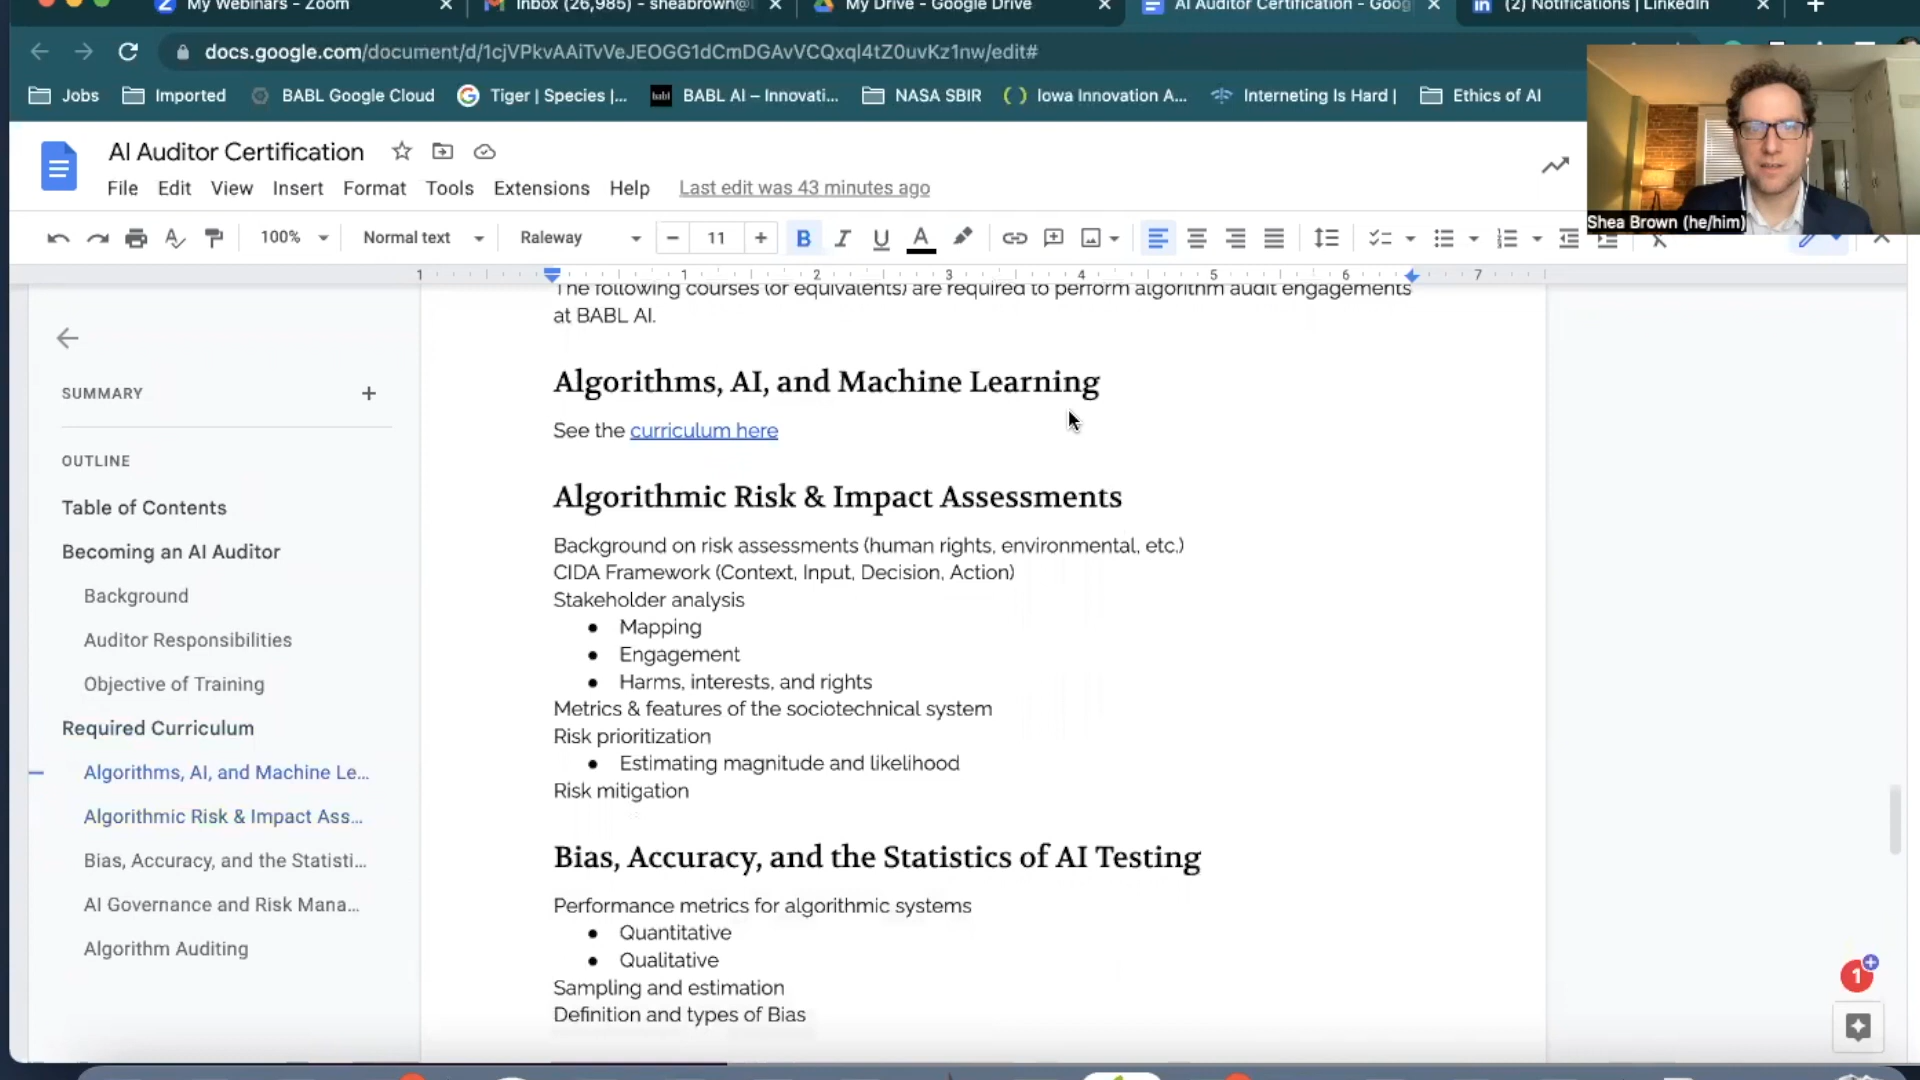 My Webinars - Zoom
Inbox (26,985) - sheabrown@
My Drive - Google Drive
AI Auditor Certification - Goog
(2) Notifications | LinkedIn
docs.google.com/document/d/1cjVPkvAAiTvVeJEOGG1dCmDGAvVCQxql4tZ0uvKz1nw/edit#
Jobs
Imported
BABL Google Cloud
Tiger | Species |...
babl
BABL AI – Innovati...
NASA SBIR
Iowa Innovation A...
Interneting Is Hard |
Ethics of AI
AI Auditor Certification
File Edit View Insert Format Tools Extensions Help
Last edit was 43 minutes ago
Shea Brown (he/him)
100%
Normal text
Raleway
11
1 1 2 3 4 5 6 7
SUMMARY
OUTLINE
Table of Contents
Becoming an AI Auditor
Background
Auditor Responsibilities
Objective of Training
Required Curriculum
Algorithms, AI, and Machine Le...
Algorithmic Risk & Impact Ass...
Bias, Accuracy, and the Statisti...
AI Governance and Risk Mana...
Algorithm Auditing
The following courses (or equivalents) are required to perform algorithm audit engagements
at BABL AI.
Algorithms, AI, and Machine Learning
See the curriculum here
Algorithmic Risk & Impact Assessments
Background on risk assessments (human rights, environmental, etc.)
CIDA Framework (Context, Input, Decision, Action)
Stakeholder analysis
● Mapping
● Engagement
● Harms, interests, and rights
Metrics & features of the sociotechnical system
Risk prioritization
● Estimating magnitude and likelihood
Risk mitigation
Bias, Accuracy, and the Statistics of AI Testing
Performance metrics for algorithmic systems
● Quantitative
● Qualitative
Sampling and estimation
Definition and types of Bias
1